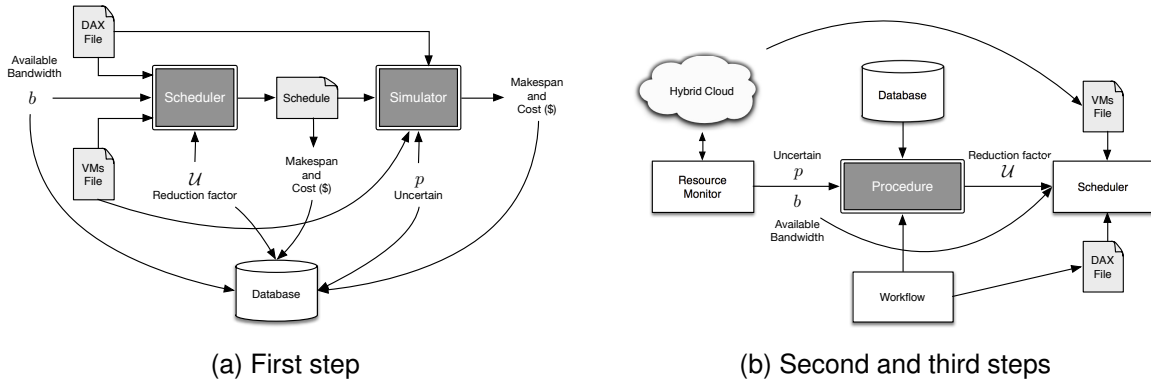 DAX
File
Available
Bandwidth
b
Scheduler
Schedule
Simulator
Makespan
and
Cost ($)
VMs
File
U
Reduction factor
Makespan
and
Cost ($)
p
Uncertain
Database
(a) First step
Hybrid Cloud
Database
VMs
File
Resource
Monitor
Uncertain
p
b
Available
Bandwidth
Procedure
Reduction factor
U
Scheduler
DAX
File
Workflow
(b) Second and third steps